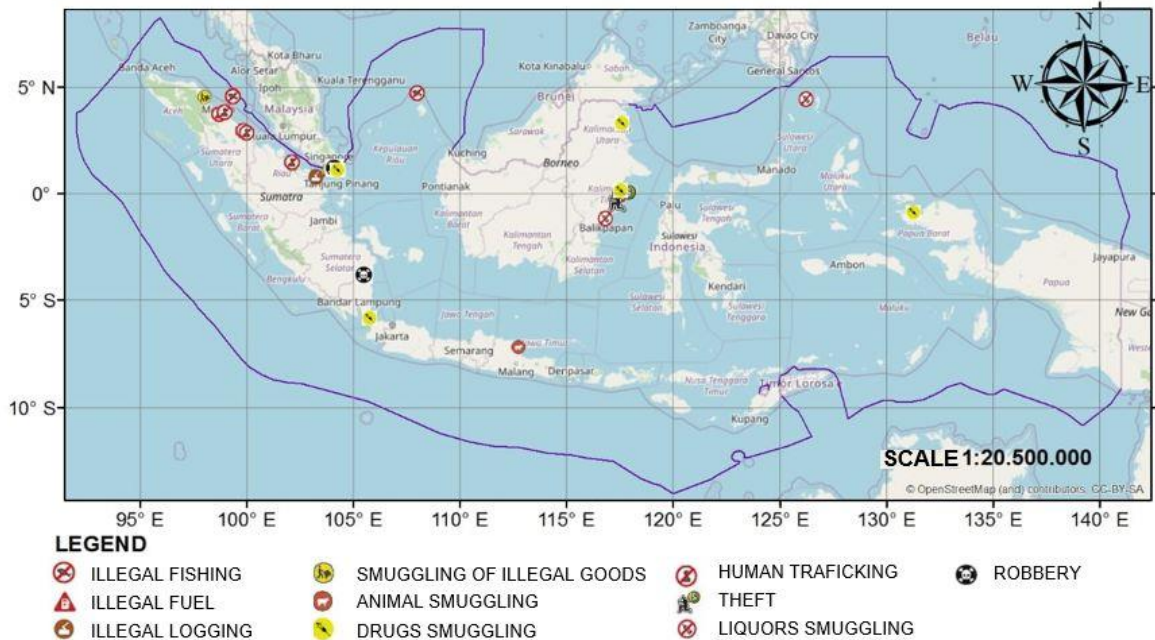 N
Zamboanga
City
Davao City
Belau
Banda Aceh
Kota Bharu
Alor Setar
Kota Kinabalu
General Santos
Ipoh
Kuala Terengganu
Sabah
W
E
5° N
Aceh
Malaysia
Brunei
Kalimantan
Utara
Sulawesi
Utara
S
Kuala Lumpur
Sarawak
Sumatera
Utara
Singapore
Kepulauan
Riau
Kuching
Borneo
Manado
Maluku
Utara
0°
Riau
Tanjung Pinang
Pontianak
Sumatra
Palu
Sulawesi
Tengah
Sumatera
Barat
Jambi
Kalimantan
Barat
Kalimantan
Tengah
Balikpapan
Sulawesi
Indonesia
Papua Barat
Sumatera
Selatan
Kalimantan
Selatan
Ambon
Jayapura
Bengkulu
Kendari
Papua
5° S
Bandar Lampung
Sulawesi
Selatan
Sulawesi
Tenggara
Maluku
Jawa Tengah
Jakarta
Semarang
Malang
Denpasar
Nusa Tenggara
Timur
Timor Lorosa'e
10° S
Kupang
SCALE 1:20.500.000
© OpenStreetMap (and) contributors, CC-BY-SA
95° E
100° E
105° E
110° E
115° E
120° E
125° E
130° E
135° E
140° E
LEGEND
ILLEGAL FISHING
SMUGGLING OF ILLEGAL GOODS
HUMAN TRAFICKING
ROBBERY
ILLEGAL FUEL
ANIMAL SMUGGLING
THEFT
ILLEGAL LOGGING
DRUGS SMUGGLING
LIQUORS SMUGGLING